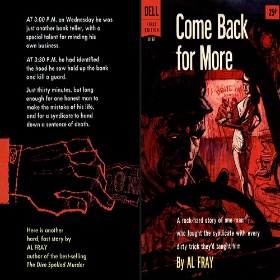 AT 3:00 P.M. on Wednesday he was
just another bank teller, with a
special talent for minding his
own business.
AT 3:30 P.M. he had identified
the hood he saw hold up the bank
and kill a guard.
Just thirty minutes, but long
enough for one honest man to
make the mistake of his life,
and for a syndicate to hand
down a sentence of death.
Here is another
hard, fast story by
AL FRAY
author of the best-selling
The Dice Spelled Murder
DELL
FIRST
EDITION
Come Back
for More
25¢
A rock-hard story of one man
who fought the syndicate with every
dirty trick they'd taught him
By AL FRAY